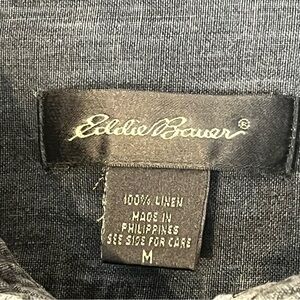 Eddie Bauer®
100% LINEN
MADE IN
PHILIPPINES
SEE SIDE FOR CARE
M